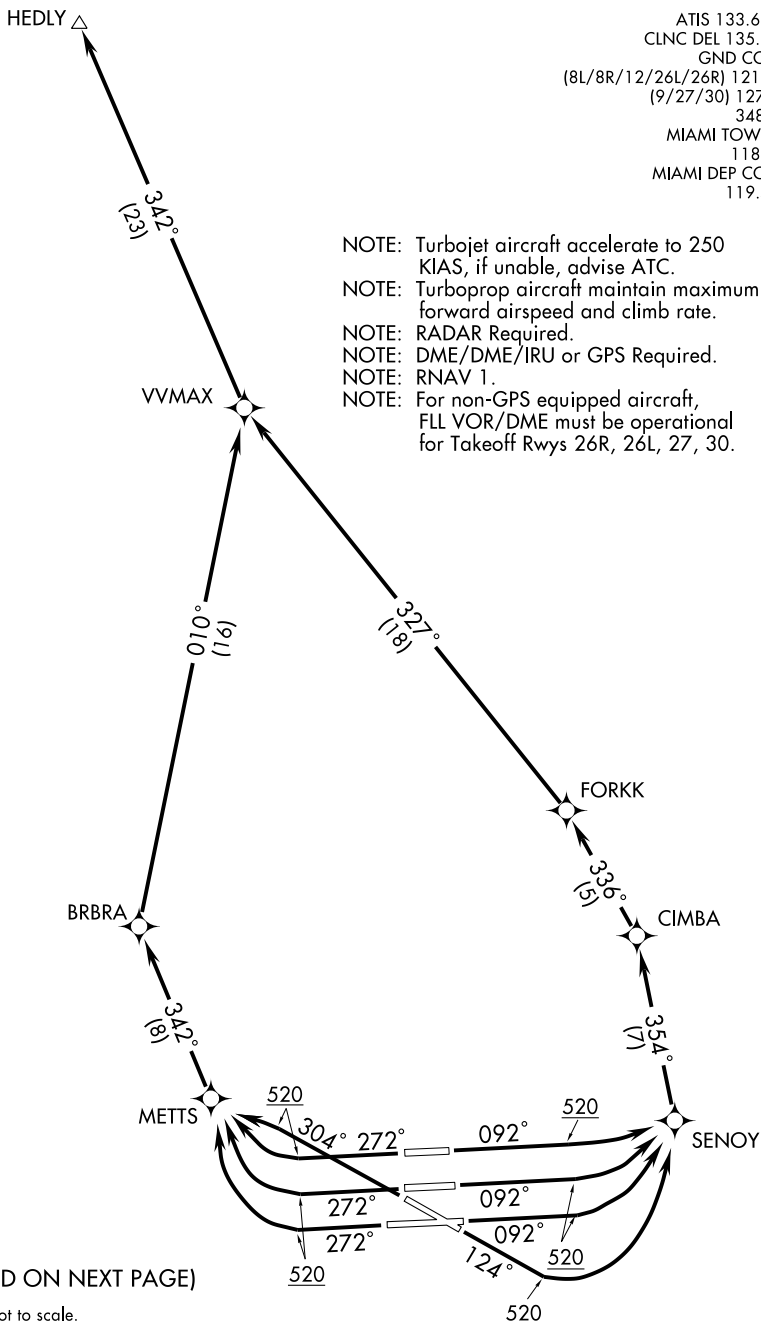 HEDLY
ATIS 133.6
CLNC DEL 135.
GND CO
(8L/8R/12/26L/26R) 121
(9/27/30) 127
348
MIAMI TOW
118
MIAMI DEP CO
119.
342°
(23)
NOTE: Turbojet aircraft accelerate to 250
KIAS, if unable, advise ATC.
NOTE: Turboprop aircraft maintain maximum
forward airspeed and climb rate.
NOTE: RADAR Required.
NOTE: DME/DME/IRU or GPS Required.
NOTE: RNAV 1.
NOTE: For non-GPS equipped aircraft,
FLL VOR/DME must be operational
for Takeoff Rwys 26R, 26L, 27, 30.
VVMAX
010°
(16)
327°
(18)
FORKK
336°
(5)
BRBRA
CIMBA
342°
(8)
354°
(7)
METTS
520
520
304°
272°
092°
SENOY
272°
092°
272°
092°
520
520
124°
520
D ON NEXT PAGE)
ot to scale.